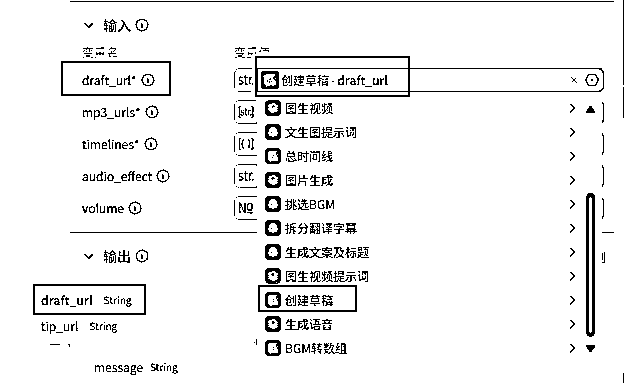 输入
变量名 变量值
draft_url* str. 创建草稿 - draft_url ×
mp3_urls* [str] 图生视频
文生图提示词
timelines* [{}] 总时间线
audio_effect str. 图片生成
volume No 挑选BGM
拆分翻译字幕
输出 生成文案及标题
图生视频提示词
draft_url String 创建草稿
tip_url String 生成语音
BGM转数组
message String